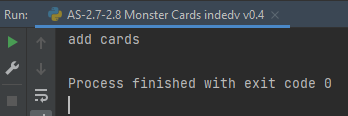 Run: AS-2.7-2.8 Monster Cards indedv v0.4
add cards
Process finished with exit code 0